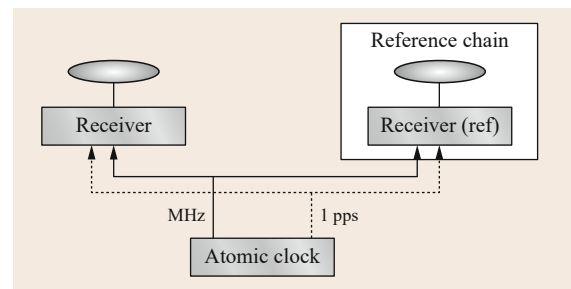 Reference chain
Receiver
Receiver (ref)
MHz
1 pps
Atomic clock